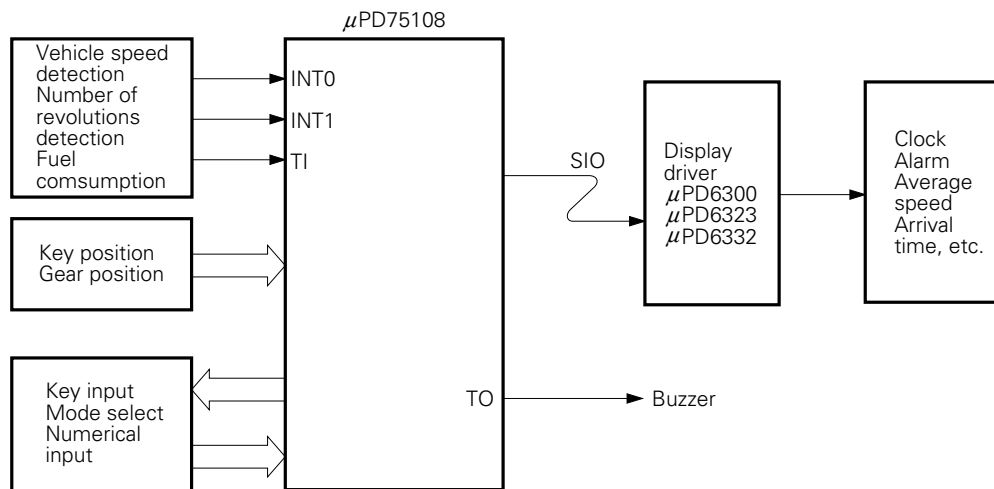 μPD75108
Vehicle speed
detection
Number of
revolutions
detection
Fuel
comsumption
INT0
INT1
TI
Key position
Gear position
Key input
Mode select
Numerical
input
SIO
TO
Display
driver
μPD6300
μPD6323
μPD6332
Clock
Alarm
Average
speed
Arrival
time, etc.
Buzzer